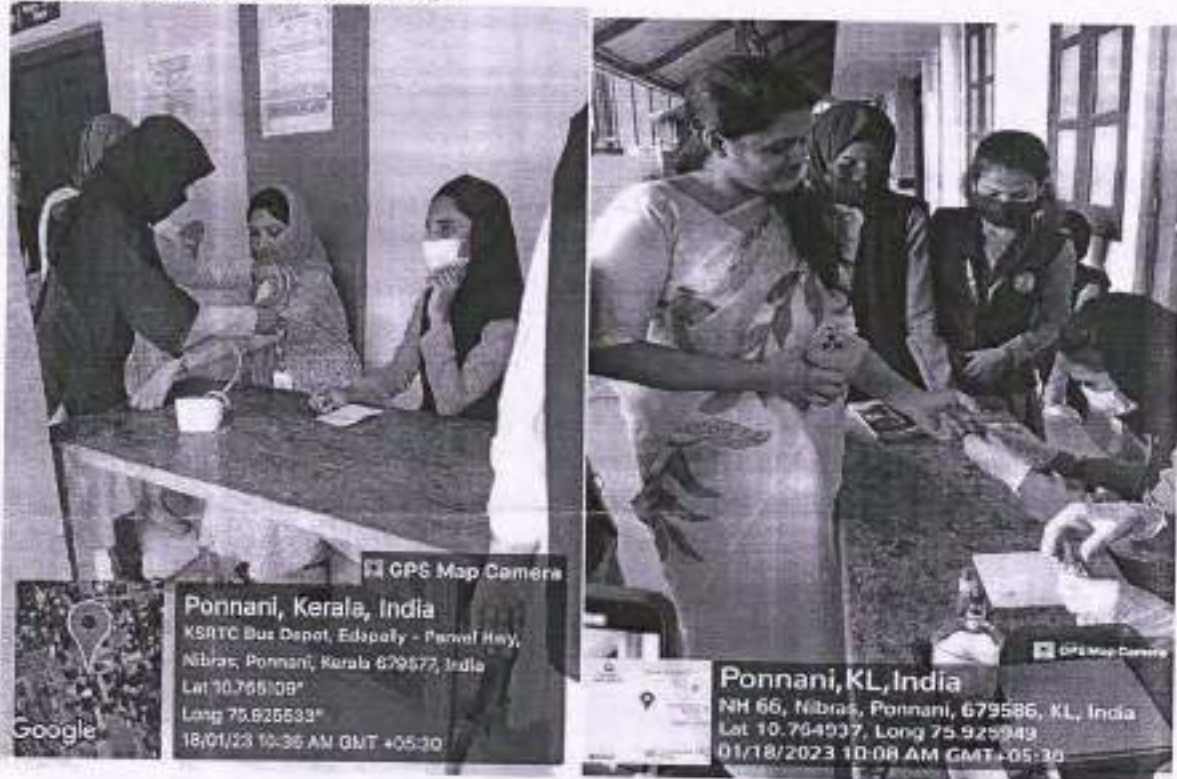 GPS Map Camera
Ponnani, Kerala, India
KSRTC Bus Depot, Edapally - Panvel Hwy,
Nibras, Ponnani, Kerala 679577, India
Lat 10.765109°
Long 75.925533°
18/01/23 10:36 AM GMT +05:30
Google
GPS Map Camera
Ponnani,KL,India
NH 66, Nibras, Ponnani, 679586, KL, India
Lat 10.764937, Long 75.925949
01/18/2023 10:08 AM GMT+05:30